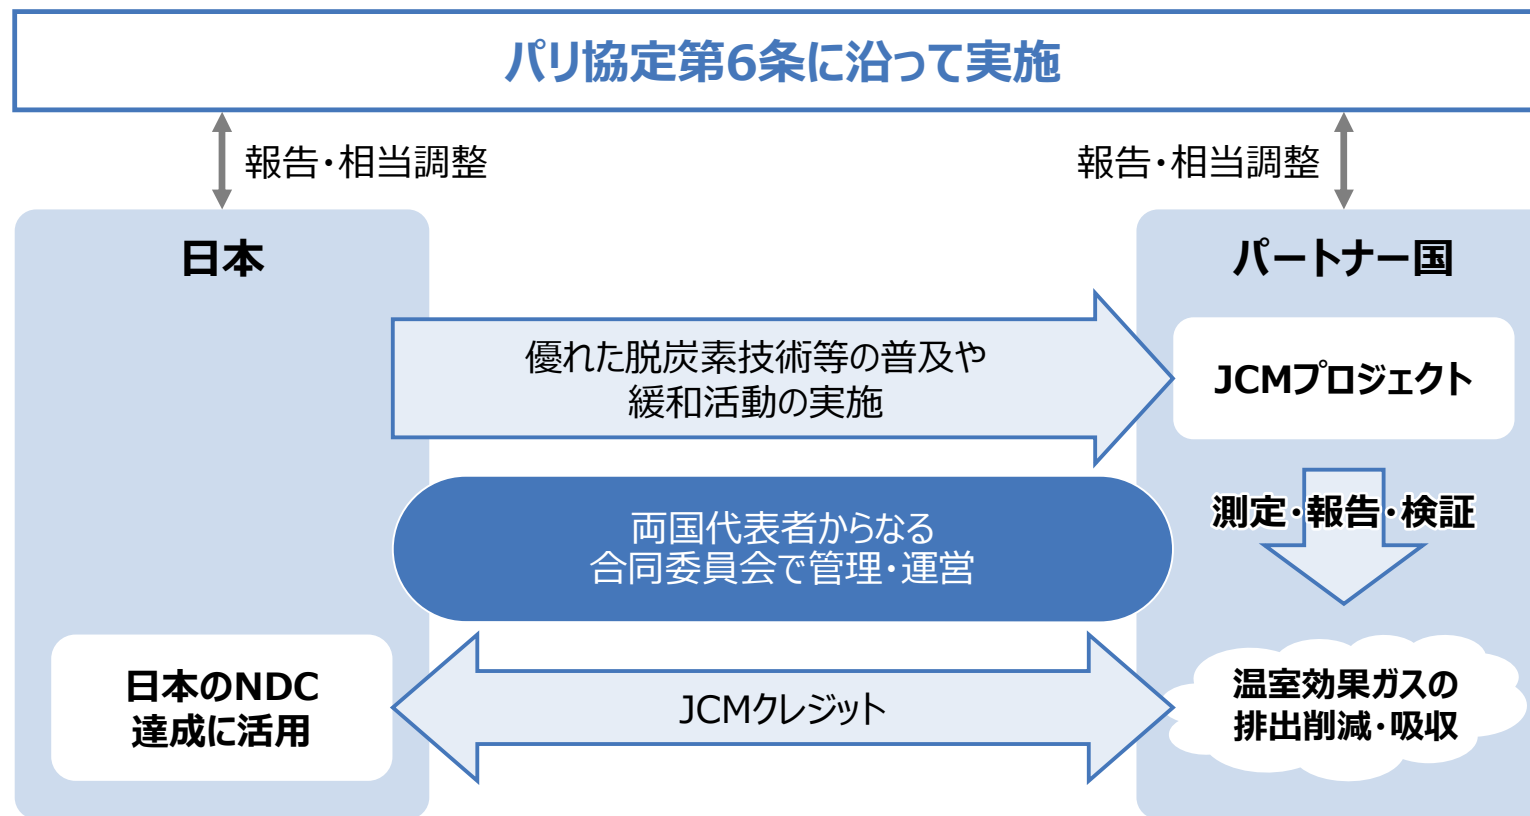 パリ協定第6条に沿って実施
報告・相当調整
報告・相当調整
日本
パートナー国
優れた脱炭素技術等の普及や
緩和活動の実施
JCMプロジェクト
測定・報告・検証
両国代表者からなる
合同委員会で管理・運営
日本のNDC
達成に活用
JCMクレジット
温室効果ガスの
排出削減・吸収